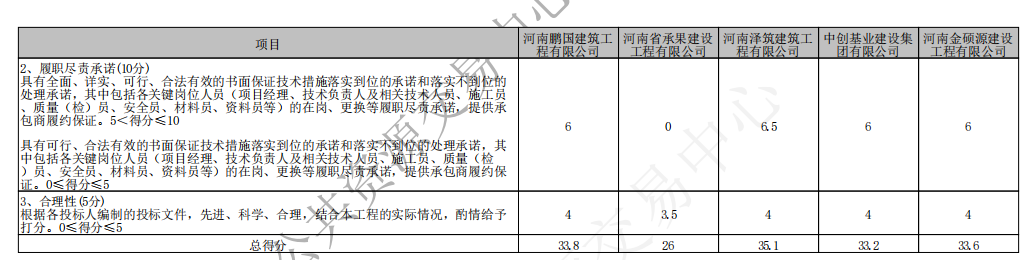 项目
河南鹏国建筑工
程有限公司
河南省承果建设
工程有限公司
河南泽筑建筑工
程有限公司
中创基业建设集
团有限公司
河南金硕源建设
工程有限公司
2、履职尽责承诺(10分)
具有全面、详实、可行、合法有效的书面保证技术措施落实到位的承诺和落实不到位的
处理承诺，其中包括各关键岗位人员（项目经理、技术负责人及相关技术人员、施工员
、质量（检）员、安全员、材料员、资料员等）的在岗、更换等履职尽责承诺，提供承
包商履约保证。5＜得分≤10
具有可行、合法有效的书面保证技术措施落实到位的承诺和落实不到位的处理承诺，其
中包括各关键岗位人员（项目经理、技术负责人及相关技术人员、施工员、质量（检
）员、安全员、材料员、资料员等）的在岗、更换等履职尽责承诺，提供承包商履约保
证。0≤得分≤5
6 0 6.5 6 6
3、合理性(5分)
根据各投标人编制的投标文件，先进、科学、合理，结合本工程的实际情况，酌情给予
打分。0≤得分≤5
4 3.5 4 4 4
总得分 33.8 26 35.1 33.2 33.6
公共资源交易中心
交易中心